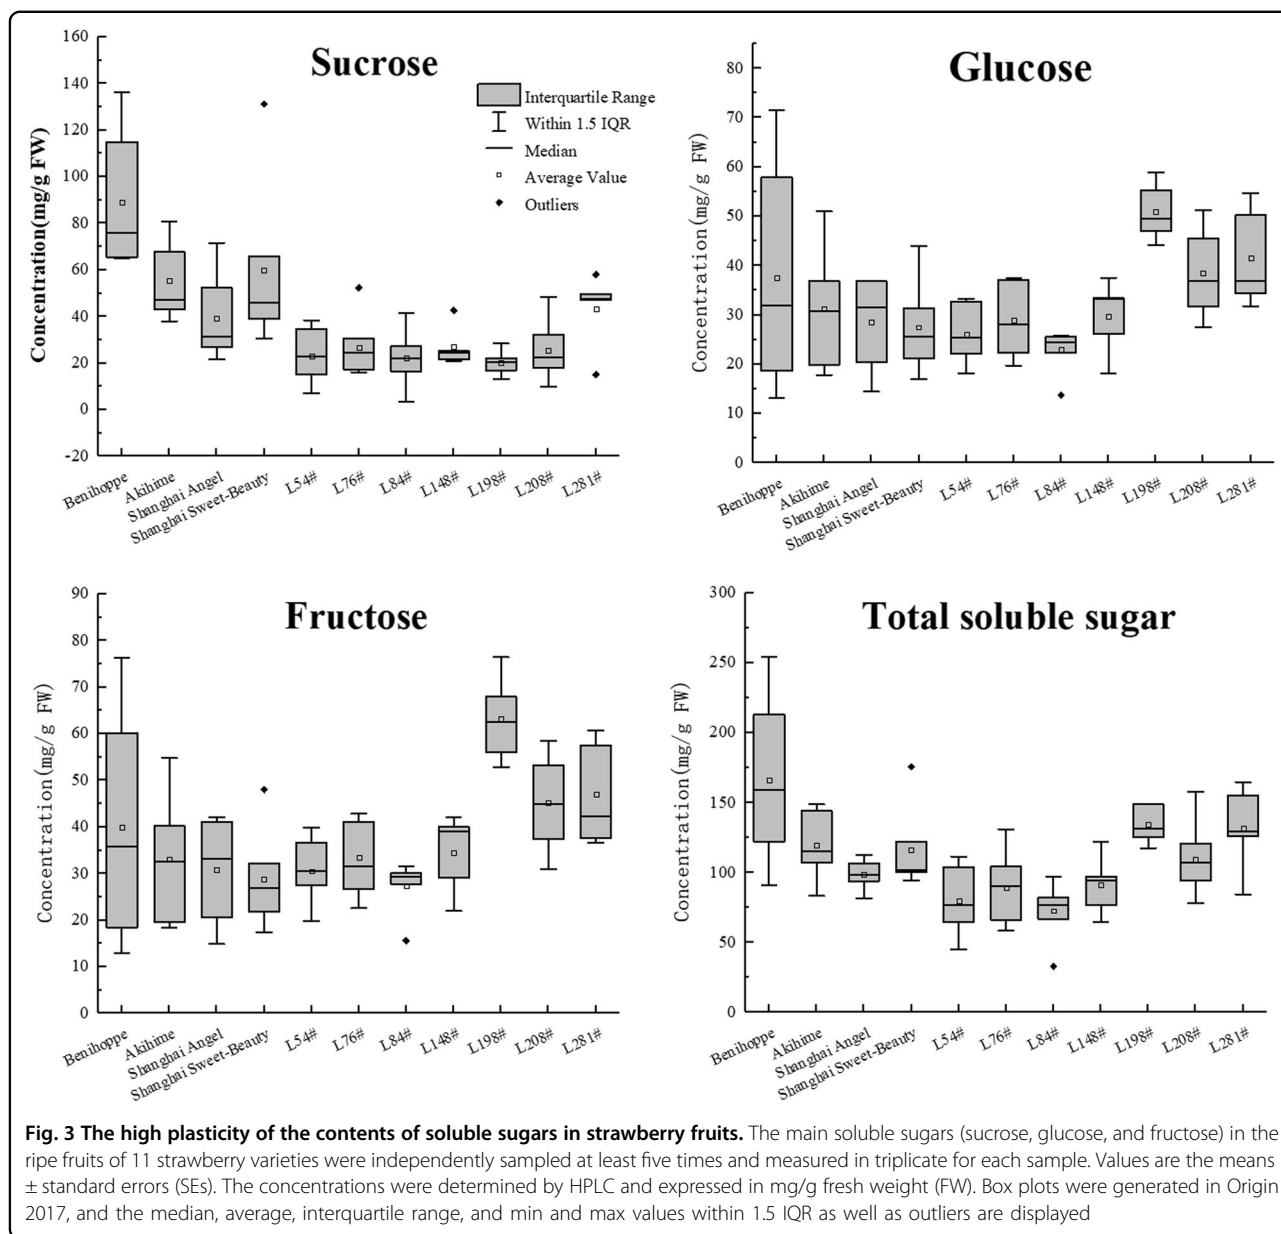 Sucrose
Concentration(mg/g FW)
160
140
120
100
80
60
40
20
0
-20
Interquartile Range
Within 1.5 IQR
Median
Average Value
Outliers
Benihoppe
Akihime
Shanghai Angel
Shanghai Sweet-Beauty
L54#
L76#
L84#
L148#
L198#
L208#
L281#
Glucose
Concentration(mg/g FW)
80
70
60
50
40
30
20
10
0
Benihoppe
Akihime
Shanghai Angel
Shanghai Sweet-Beauty
L54#
L76#
L84#
L148#
L198#
L208#
L281#
Fructose
Concentration(mg/g FW)
90
80
70
60
50
40
30
20
10
0
Benihoppe
Akihime
Shanghai Angel
Shanghai Sweet-Beauty
L54#
L76#
L84#
L148#
L198#
L208#
L281#
Total soluble sugar
Concentration(mg/g FW)
300
250
200
150
100
50
0
Benihoppe
Akihime
Shanghai Angel
Shanghai Sweet-Beauty
L54#
L76#
L84#
L148#
L198#
L208#
L281#
Fig. 3 The high plasticity of the contents of soluble sugars in strawberry fruits. The main soluble sugars (sucrose, glucose, and fructose) in the
ripe fruits of 11 strawberry varieties were independently sampled at least five times and measured in triplicate for each sample. Values are the means
± standard errors (SEs). The concentrations were determined by HPLC and expressed in mg/g fresh weight (FW). Box plots were generated in Origin
2017, and the median, average, interquartile range, and min and max values within 1.5 IQR as well as outliers are displayed